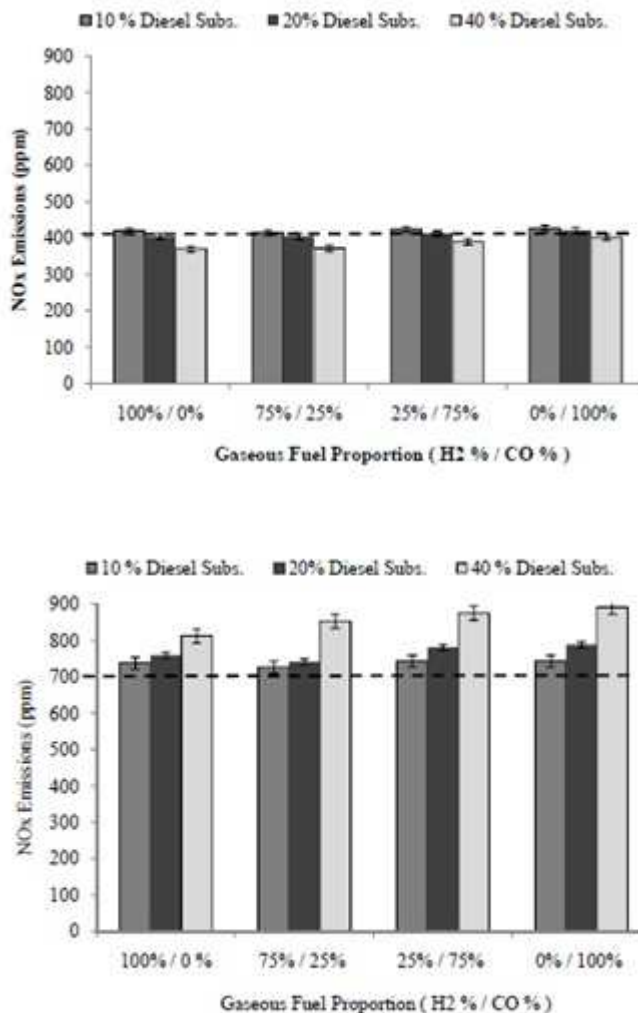 10 % Diesel Subs. 20% Diesel Subs. 40 % Diesel Subs.
900
800
700
600
500
400
300
200
100
0
NOx Emissions (ppm)
100% / 0% 75% / 25% 25% / 75% 0% / 100%
Gaseous Fuel Proportion ( H2 % / CO % )
10 % Diesel Subs. 20% Diesel Subs. 40 % Diesel Subs.
900
800
700
600
500
400
300
200
100
0
NOx Emissions (ppm)
100% / 0 % 75% / 25% 25% / 75% 0% / 100%
Gaseous Fuel Proportion ( H2 % / CO % )